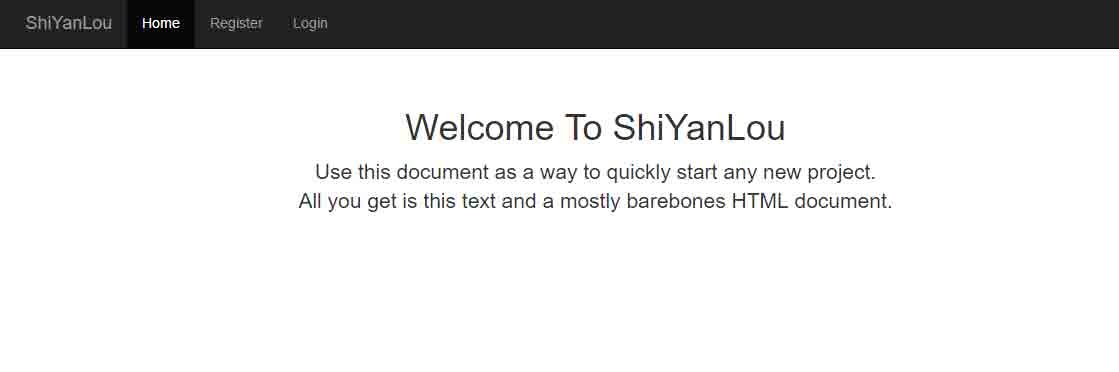 ShiYanLou Home Register Login
Welcome To ShiYanLou
Use this document as a way to quickly start any new project.
All you get is this text and a mostly barebones HTML document.